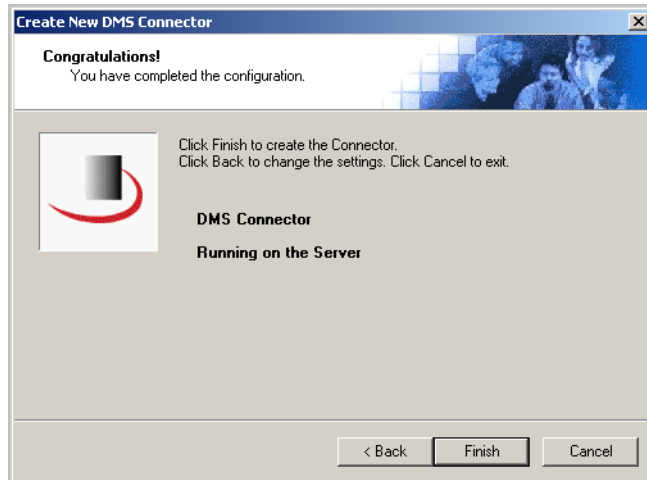 Create New DMS Connector
Congratulations!
You have completed the configuration.
Click Finish to create the Connector.
Click Back to change the settings. Click Cancel to exit.
DMS Connector
Running on the Server
< Back
Finish
Cancel